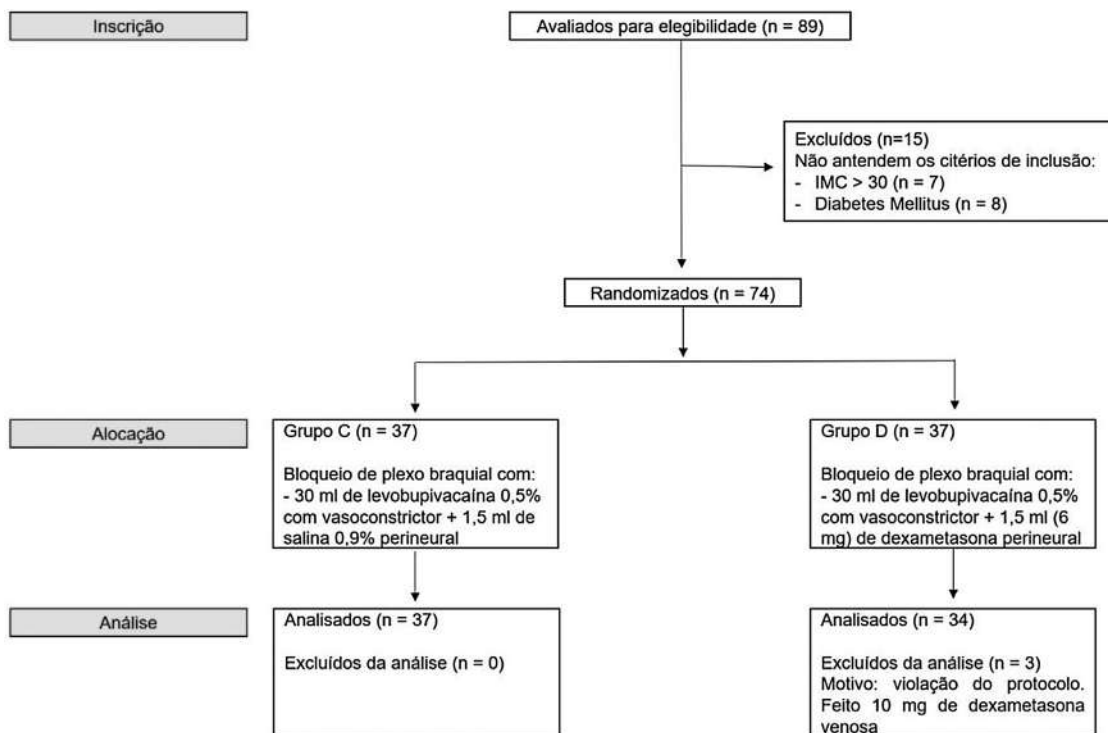 Inscrição
Avaliados para elegibilidade (n = 89)
Excluídos (n=15)
Não antendem os citérios de inclusão:
- IMC > 30 (n = 7)
- Diabetes Mellitus (n = 8)
Randomizados (n = 74)
Alocação
Grupo C (n = 37)
Bloqueio de plexo braquial com:
- 30 ml de levobupivacaína 0,5%
com vasoconstrictor + 1,5 ml de
salina 0,9% perineural
Grupo D (n = 37)
Bloqueio de plexo braquial com:
- 30 ml de levobupivacaína 0,5%
com vasoconstrictor + 1,5 ml (6
mg) de dexametasona perineural
Análise
Analisados (n = 37)
Excluídos da análise (n = 0)
Analisados (n = 34)
Excluídos da análise (n = 3)
Motivo: violação do protocolo.
Feito 10 mg de dexametasona
venosa